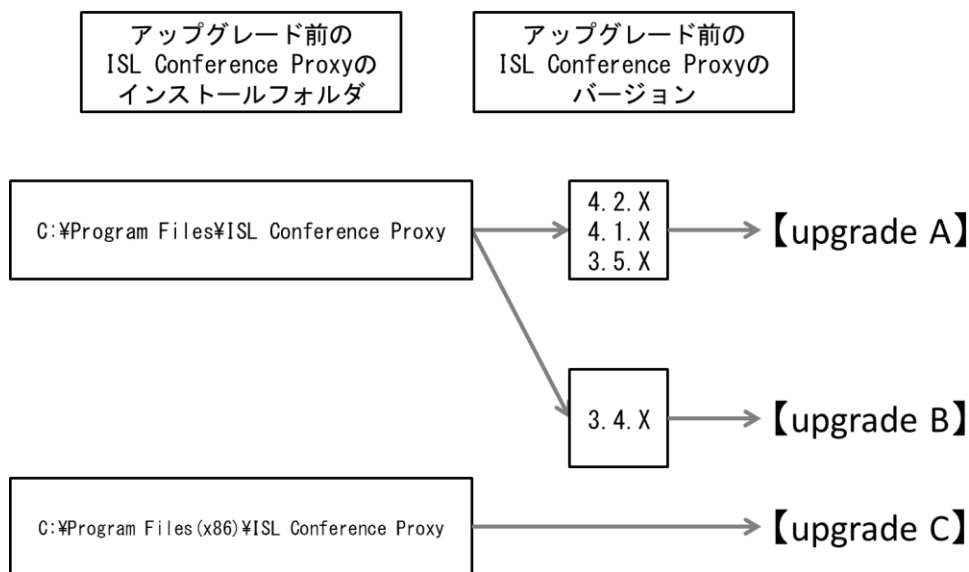 アップグレード前の
ISL Conference Proxyの
インストールフォルダ
アップグレード前の
ISL Conference Proxyの
バージョン
C:¥Program Files¥ISL Conference Proxy
4.2.X
4.1.X
3.5.X
【upgrade A】
3.4.X
【upgrade B】
C:¥Program Files(x86)¥ISL Conference Proxy
【upgrade C】